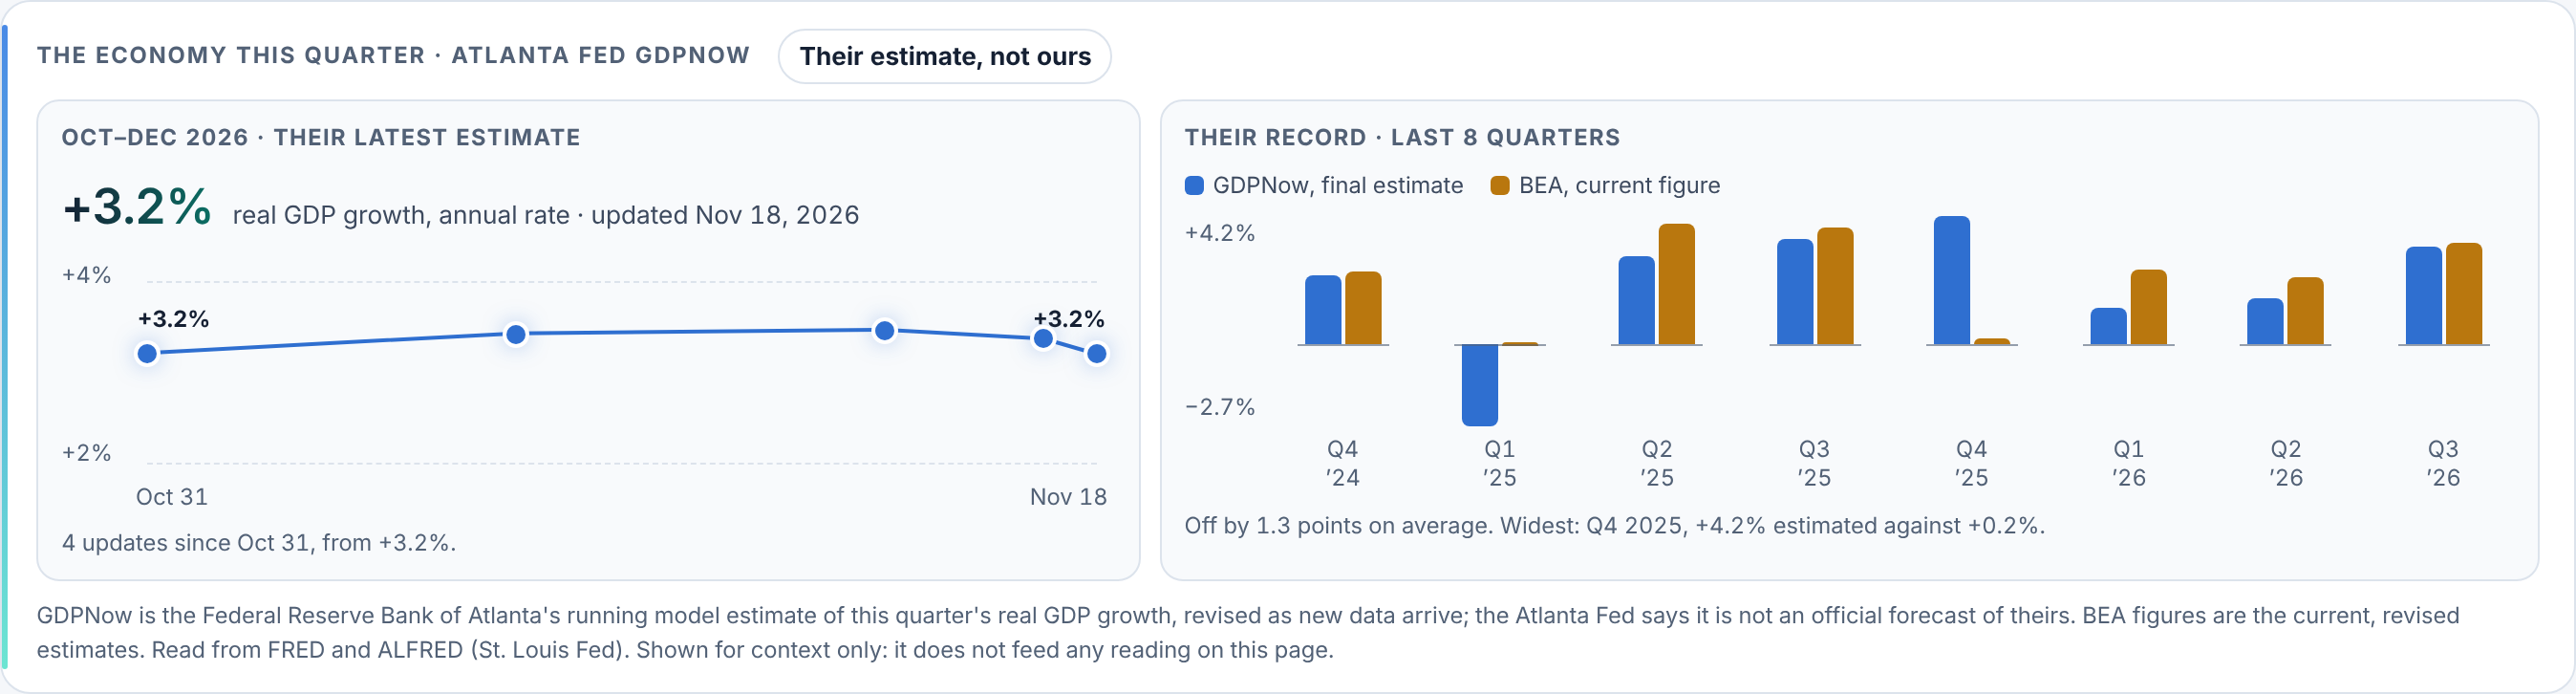 THE ECONOMY THIS QUARTER · ATLANTA FED GDPNOW
Their estimate, not ours
OCT–DEC 2026 · THEIR LATEST ESTIMATE
+3.2% real GDP growth, annual rate · updated Nov 18, 2026
+4%
+3.2%
+3.2%
+2%
Oct 31
Nov 18
4 updates since Oct 31, from +3.2%.
THEIR RECORD · LAST 8 QUARTERS
GDPNow, final estimate
BEA, current figure
+4.2%
−2.7%
Q4 ’24
Q1 ’25
Q2 ’25
Q3 ’25
Q4 ’25
Q1 ’26
Q2 ’26
Q3 ’26
Off by 1.3 points on average. Widest: Q4 2025, +4.2% estimated against +0.2%.
GDPNow is the Federal Reserve Bank of Atlanta's running model estimate of this quarter's real GDP growth, revised as new data arrive; the Atlanta Fed says it is not an official forecast of theirs. BEA figures are the current, revised
estimates. Read from FRED and ALFRED (St. Louis Fed). Shown for context only: it does not feed any reading on this page.